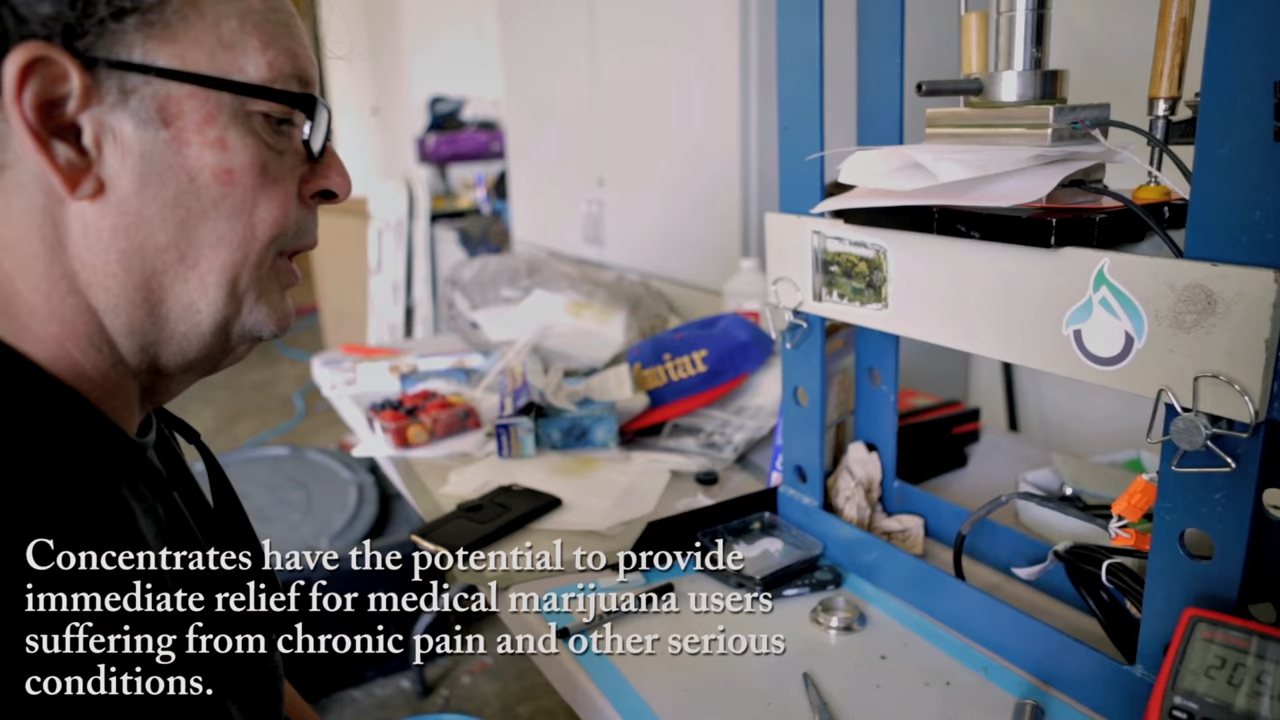 aviar
Concentrates have the potential to provide
immediate relief for medical marijuana users
suffering from chronic pain and other serious
conditions.